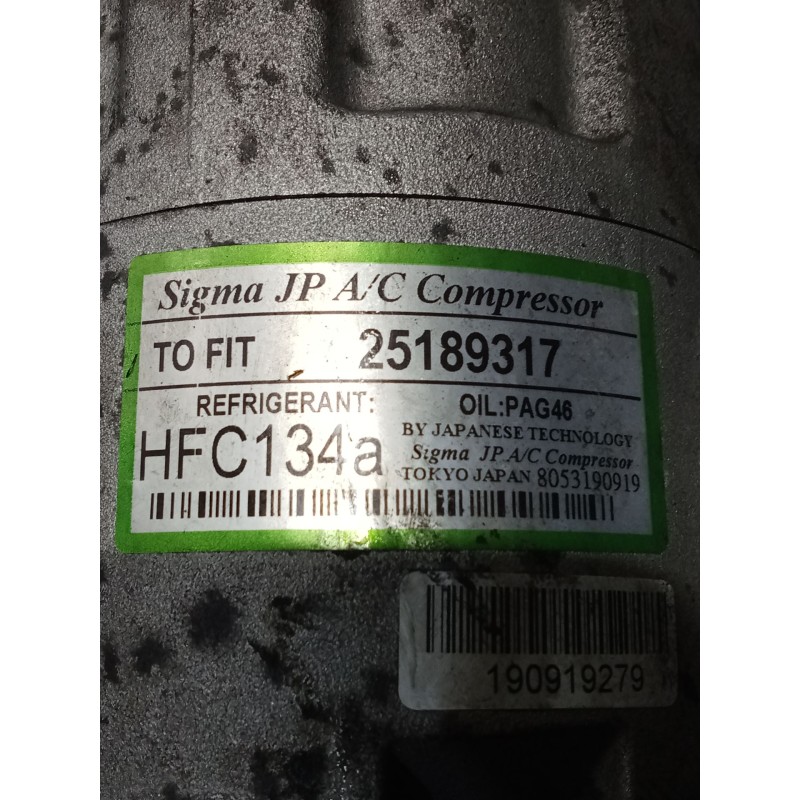 Sigma JP A/C Compressor
TO FIT 25189317
REFRIGERANT: OIL:PAG46
HFC134a
BY JAPANESE TECHNOLOGY
Sigma JP A/C Compressor
TOKYO JAPAN 8053190919
190919279